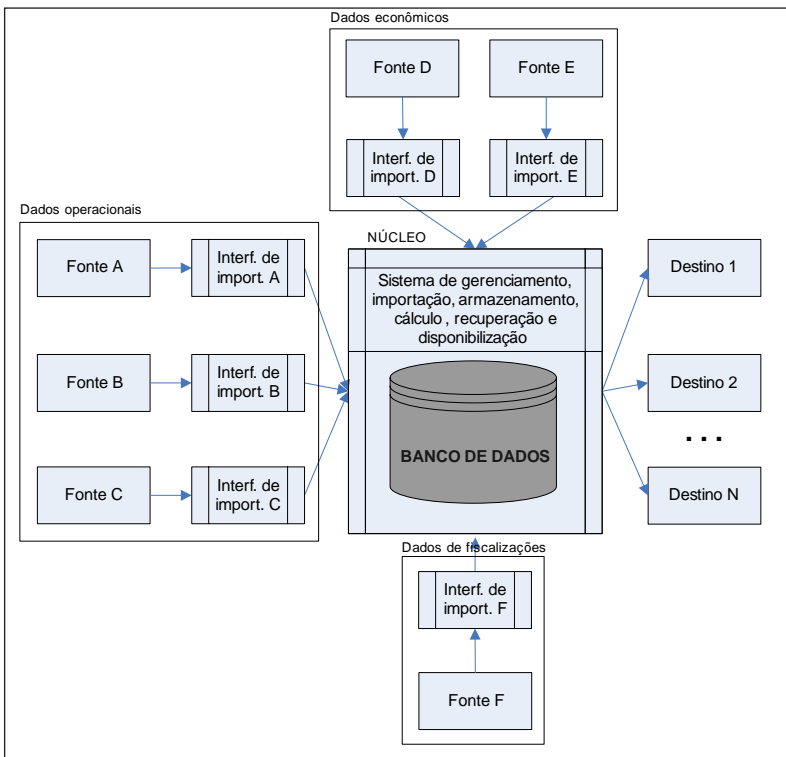 Dados econômicos
Fonte D
Fonte E
Interf. de
import. D
Interf. de
import. E
Dados operacionais
Fonte A
Interf. de
import. A
Fonte B
Interf. de
import. B
Fonte C
Interf. de
import. C
NÚCLEO
Sistema de gerenciamento,
importação, armazenamento,
cálculo , recuperação e
disponibilização
BANCO DE DADOS
Destino 1
Destino 2
. . .
Destino N
Dados de fiscalizações
Interf. de
import. F
Fonte F